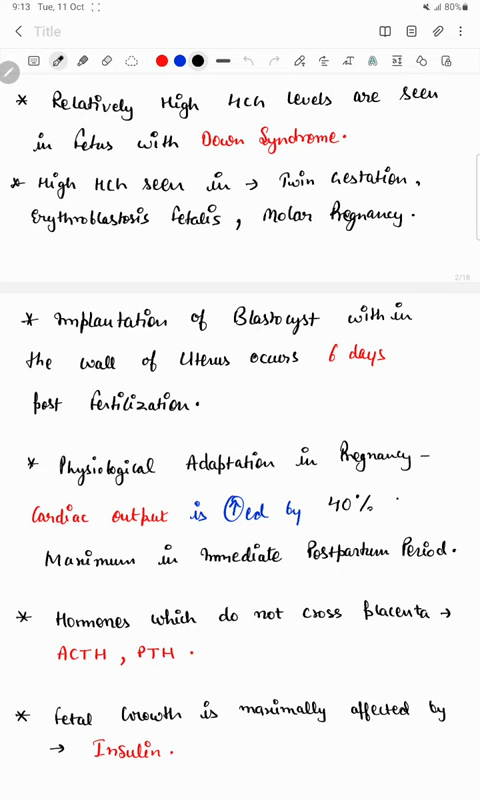 9:13 Tue, 11 Oct
80%
Title
* Relatively High HCh levels are seen
in fetus with Down Syndrome.
* High HCh seen in → Twin Gestation,
Erythroblastosis fetalis, Molar Pregnancy.
2/18
* Implantation of Blastocyst with in
the wall of Uterus occurs 6 days
post fertilization.
* Physiological Adaptation in Pregnancy -
Cardiac output is ↑ed by 40%.
Maximum in Immediate Postpartum Period.
* Hormones which do not cross placenta →
ACTH, PTH.
* Fetal Growth is maximally affected by
→ Insulin.